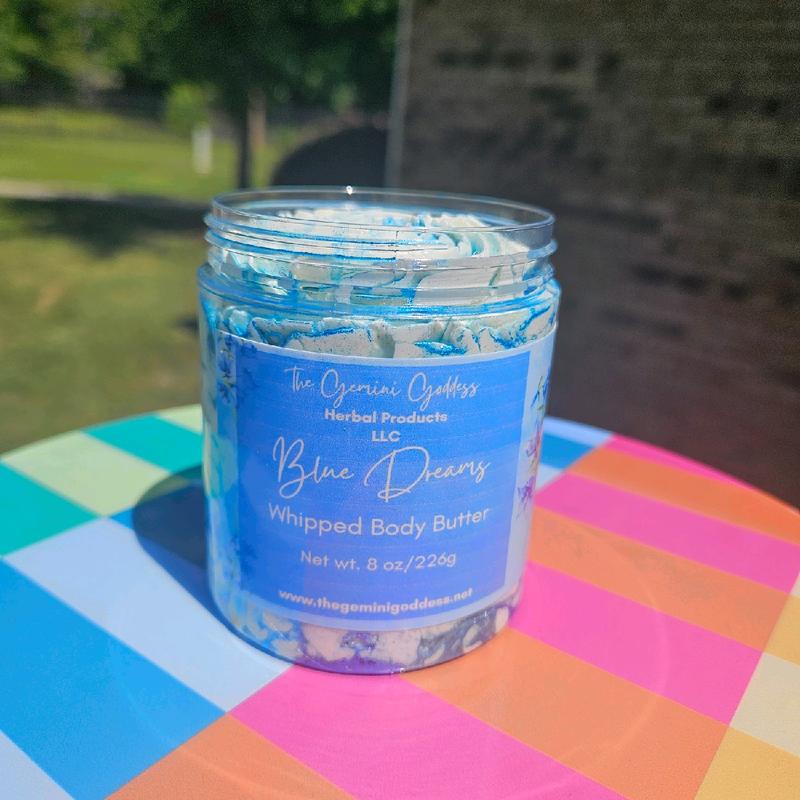 The Gemini Goddess
Herbal Products
LLC
Blue Dreams
Whipped Body Butter
Net wt. 8 oz/226g
www.thegeminigoddess.net